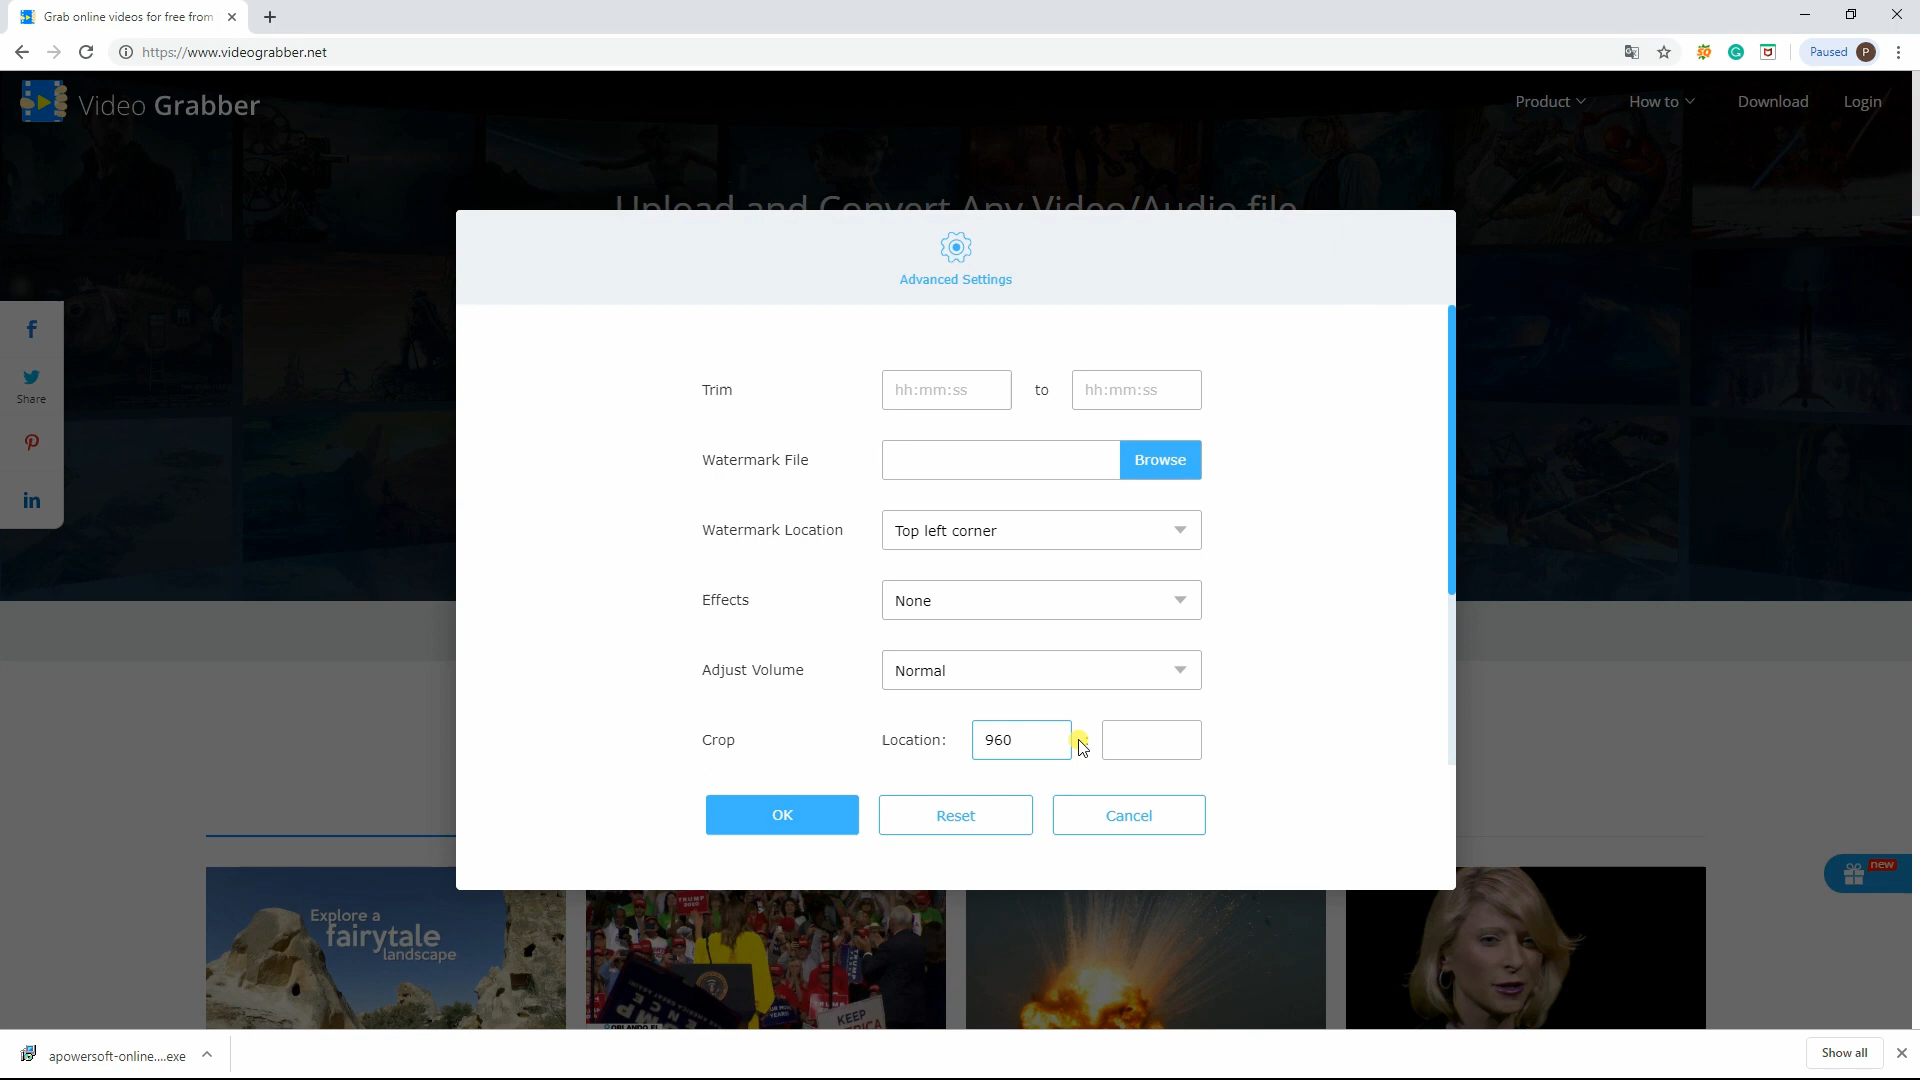 Grab online videos for free from
https://www.videograbber.net
Paused P
Video Grabber
Product
How to
Download
Login
Upload and Convert Any Video/Audio file
Advanced Settings
Share
Trim
hh:mm:ss
to
hh:mm:ss
Watermark File
Browse
Watermark Location
Top left corner
Effects
None
Adjust Volume
Normal
Crop
Location:
960
OK
Reset
Cancel
new
Explore a
fairytale
landscape
TRUMP
KEEP
apowersoft-online....exe
Show all